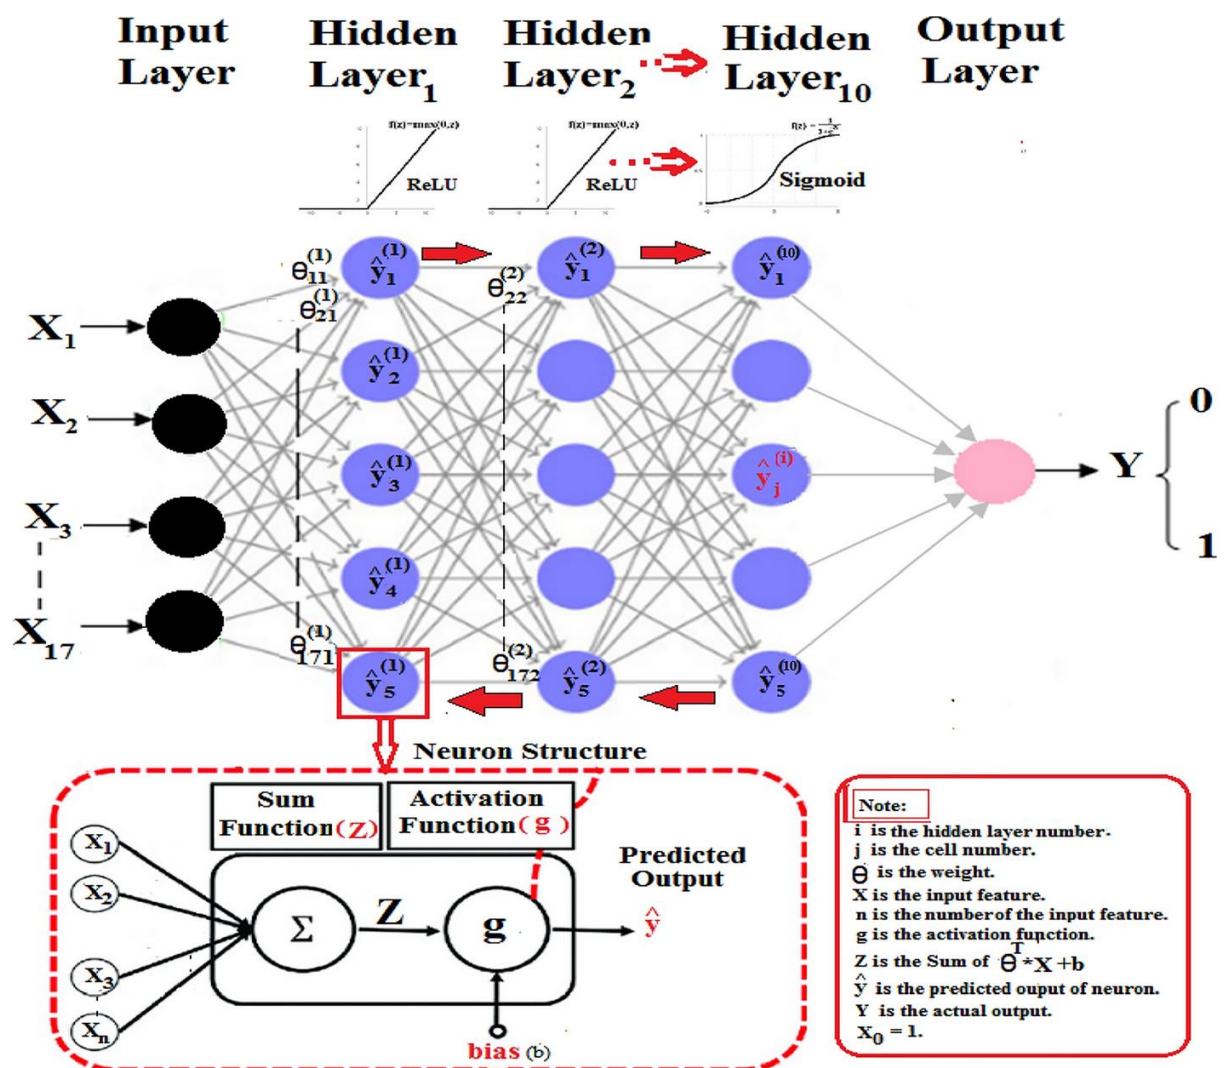 Input Layer
Hidden Layer₁
Hidden Layer₂
Hidden Layer₁₀
Output Layer
f(z)=max(0,z)
ReLU
f(z)=max(0,z)
ReLU
Sigmoid
X₁
X₂
X₃
X₁₇
ϴ₁₁⁽¹⁾
ϴ₂₁⁽¹⁾
ϴ₁₇₁⁽¹⁾
ŷ₁⁽¹⁾
ŷ₂⁽¹⁾
ŷ₃⁽¹⁾
ŷ₄⁽¹⁾
ŷ₅⁽¹⁾
ϴ₂₂⁽²⁾
ϴ₁₇₂⁽²⁾
ŷ₁⁽²⁾
ŷ₅⁽²⁾
ŷ₁⁽¹⁰⁾
ŷⱼ⁽ⁱ⁾
ŷ₅⁽¹⁰⁾
Y
0
1
Neuron Structure
Sum
Function(Z)
Activation
Function(g)
X₁
X₂
X₃
Xₙ
Σ
Z
g
bias(b)
Predicted
Output
ŷ
Note:
i is the hidden layer number.
j is the cell number.
ϴ is the weight.
X is the input feature.
n is the number of the input feature.
g is the activation function.
Z is the Sum of ϴᵀ*X+b
ŷ is the predicted ouput of neuron.
Y is the actual output.
X₀ = 1.